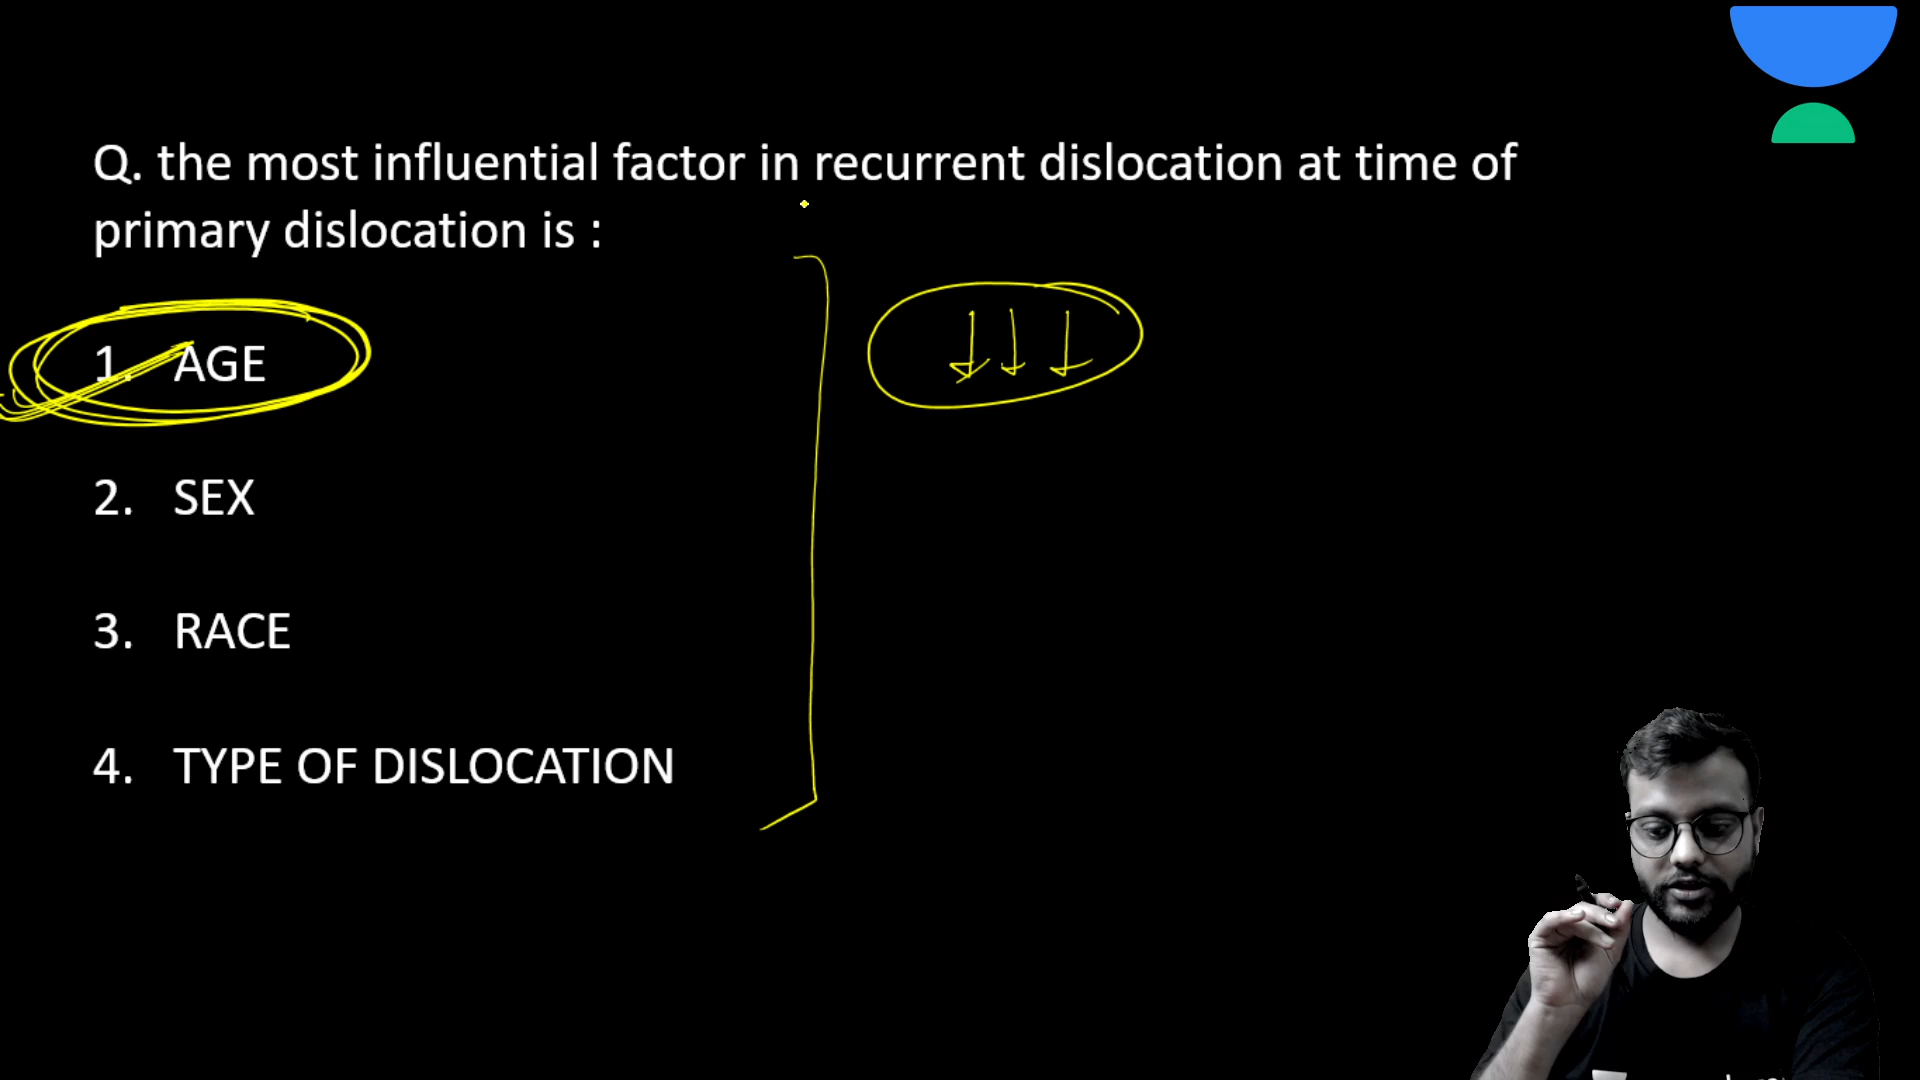 Q. the most influential factor in recurrent dislocation at time of
primary dislocation is :
1. AGE
2. SEX
3. RACE
4. TYPE OF DISLOCATION